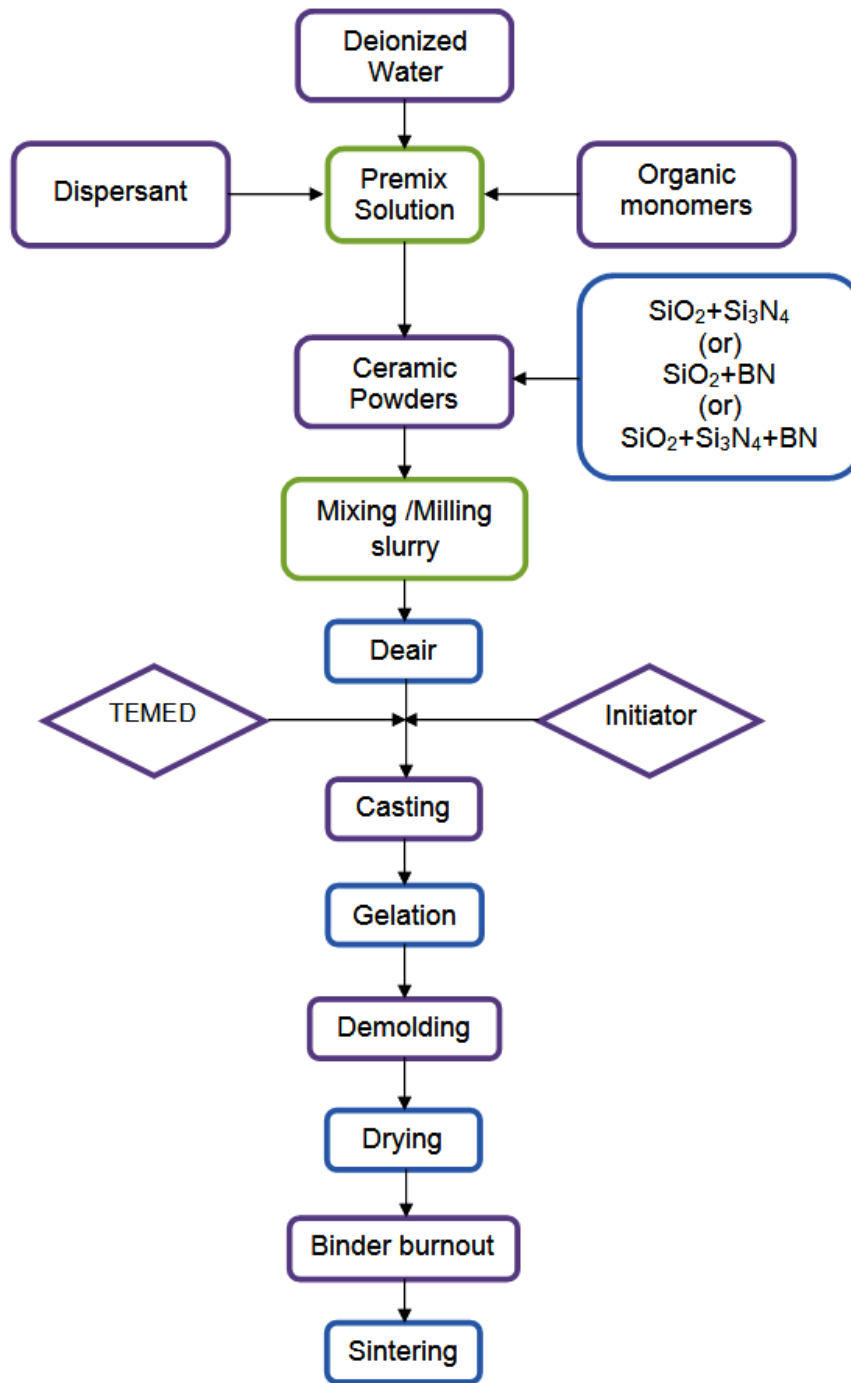 Deionized
Water
Dispersant
Premix
Solution
Organic
monomers
SiO₂+Si₃N₄
(or)
SiO₂+BN
(or)
SiO₂+Si₃N₄+BN
Ceramic
Powders
Mixing /Milling
slurry
Deair
TEMED
Initiator
Casting
Gelation
Demolding
Drying
Binder burnout
Sintering